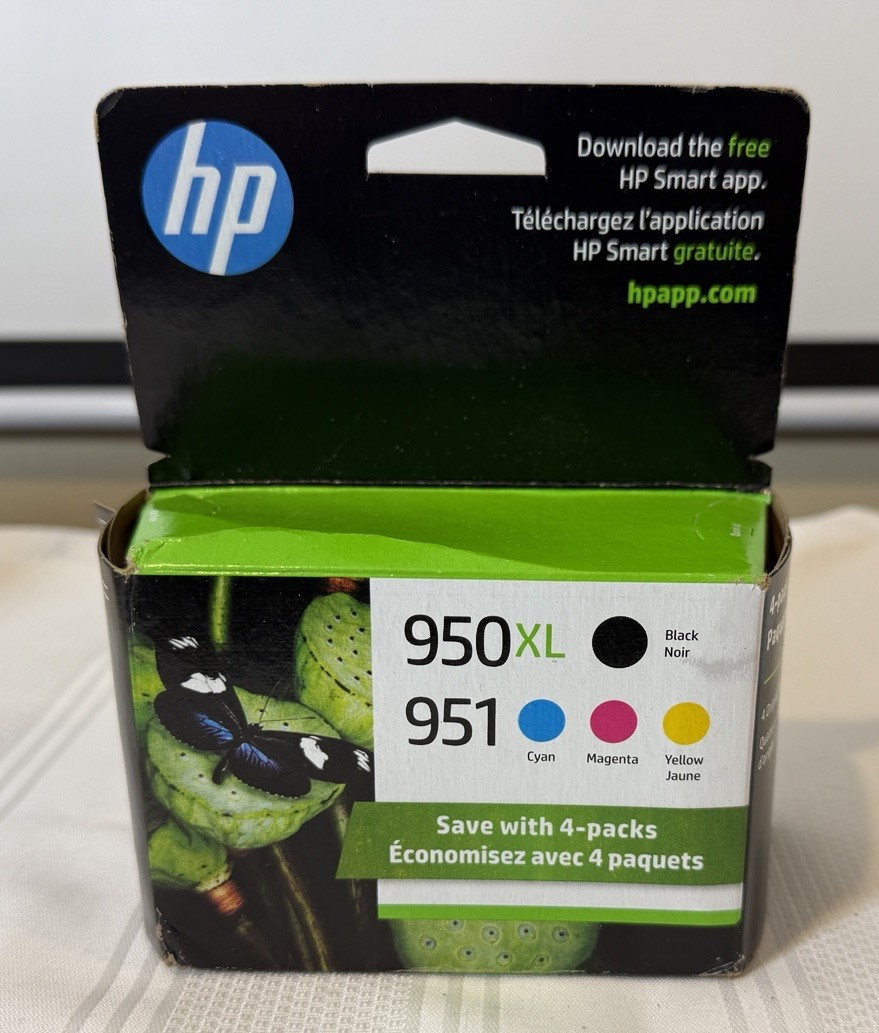 hp
Download the free
HP Smart app.
Téléchargez l'application
HP Smart gratuite.
hpapp.com
950XL
Black
Noir
951
Cyan
Magenta
Yellow
Jaune
Save with 4-packs
Économisez avec 4 paquets